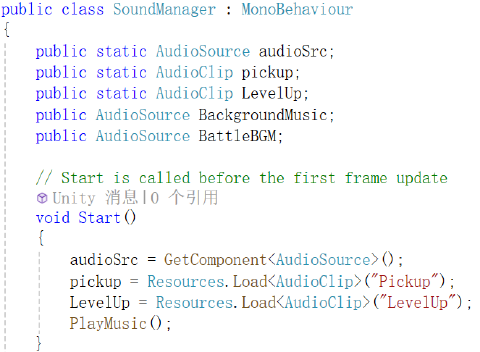 public class SoundManager : MonoBehaviour
{
    public static AudioSource audioSrc;
    public static AudioClip pickup;
    public static AudioClip LevelUp;
    public AudioSource BackgroundMusic;
    public AudioSource BattleBGM;

    // Start is called before the first frame update
    Unity 消息|0 个引用
    void Start()
    {
        audioSrc = GetComponent<AudioSource>();
        pickup = Resources.Load<AudioClip>("Pickup");
        LevelUp = Resources.Load<AudioClip>("LevelUp");
        PlayMusic();
    }